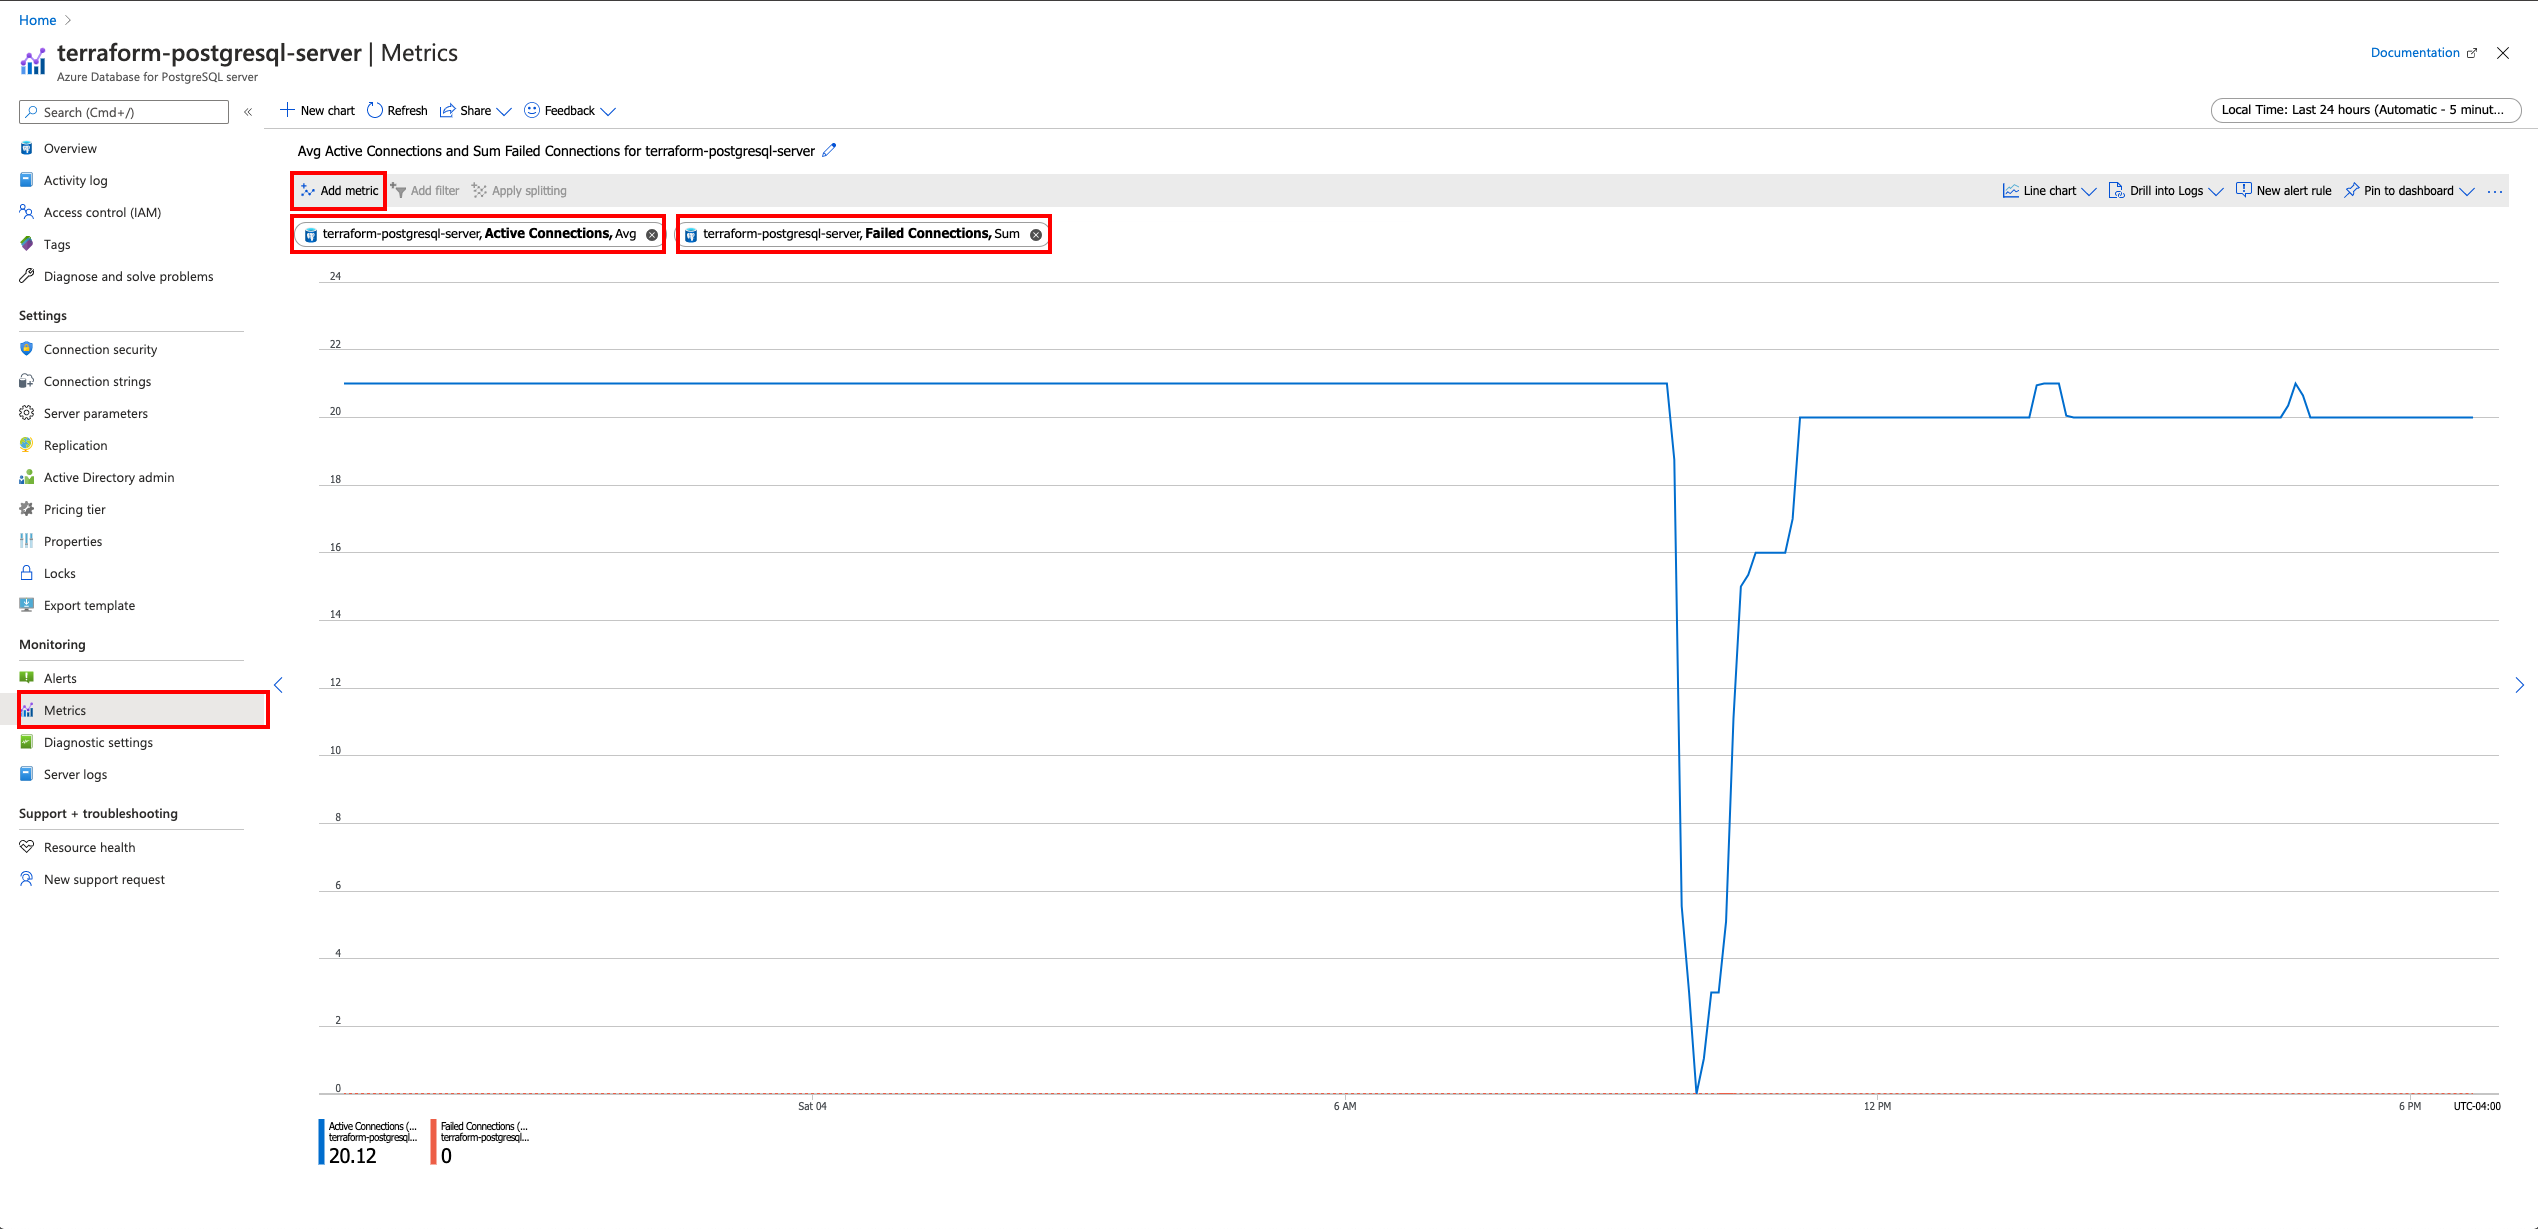 Home
terraform-postgresql-server | Metrics
Azure Database for PostgreSQL server
Documentation
Search (Cmd+/)
«
New chart
Refresh
Share
Feedback
Local Time: Last 24 hours (Automatic - 5 minut...
Overview
Activity log
Access control (IAM)
Tags
Diagnose and solve problems
Settings
Connection security
Connection strings
Server parameters
Replication
Active Directory admin
Pricing tier
Properties
Locks
Export template
Monitoring
Alerts
Metrics
Diagnostic settings
Server logs
Support + troubleshooting
Resource health
New support request
Avg Active Connections and Sum Failed Connections for terraform-postgresql-server
Add metric
Add filter
Apply splitting
Line chart
Drill into Logs
New alert rule
Pin to dashboard
...
terraform-postgresql-server, Active Connections, Avg
terraform-postgresql-server, Failed Connections, Sum
24
22
20
18
16
14
12
10
8
6
4
2
0
Sat 04
6 AM
12 PM
6 PM
UTC-04:00
Active Connections (...
terraform-postgresql...
20.12
Failed Connections (...
terraform-postgresql...
0